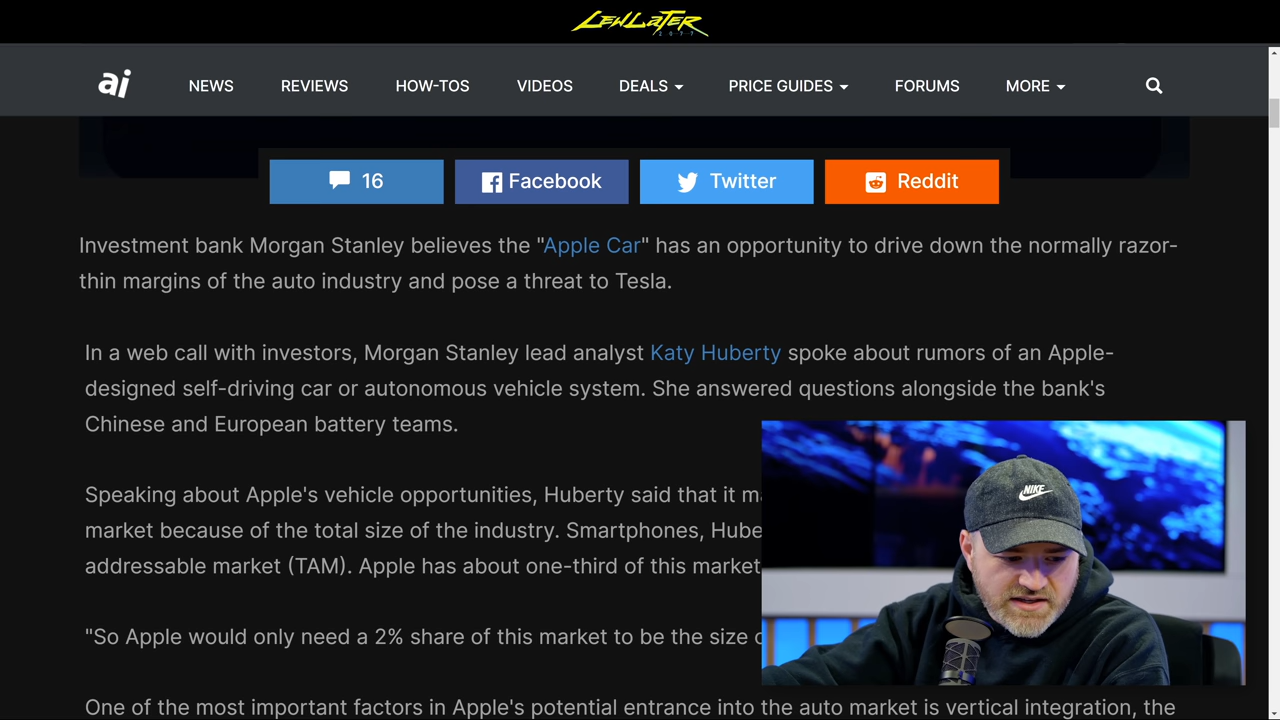 LEWLATER
2077
ai
NEWS REVIEWS HOW-TOS VIDEOS DEALS PRICE GUIDES FORUMS MORE
16 Facebook Twitter Reddit
Investment bank Morgan Stanley believes the "Apple Car" has an opportunity to drive down the normally razor-
thin margins of the auto industry and pose a threat to Tesla.
In a web call with investors, Morgan Stanley lead analyst Katy Huberty spoke about rumors of an Apple-
designed self-driving car or autonomous vehicle system. She answered questions alongside the bank's
Chinese and European battery teams.
Speaking about Apple's vehicle opportunities, Huberty said that it
market because of the total size of the industry. Smartphones,
addressable market (TAM). Apple has about one-third of this market
"So Apple would only need a 2% share of this market to be the size
One of the most important factors in Apple's potential entrance into the auto market is vertical integration, the
NIKE